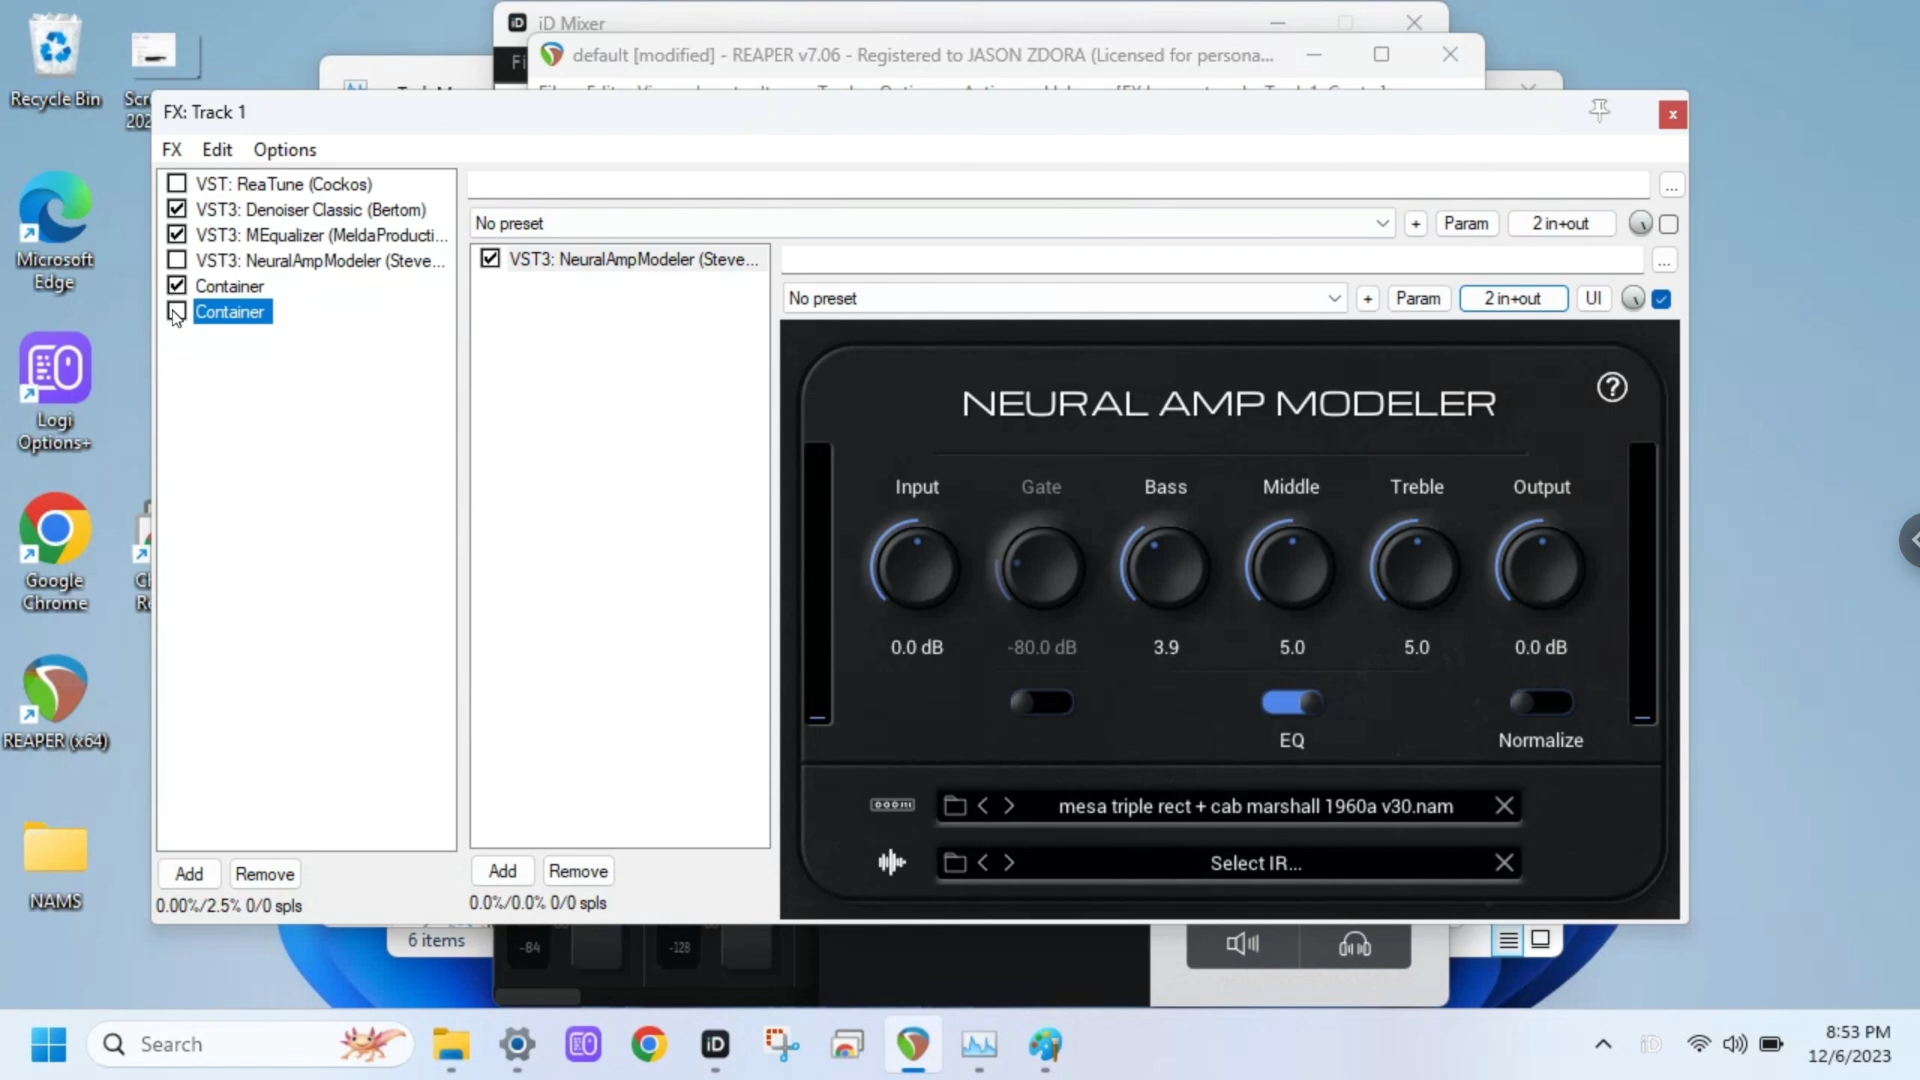 iD Mixer
default [modified] - REAPER v7.06 - Registered to JASON ZDORA (Licensed for persona...
FX: Track 1
FX Edit Options
VST: ReaTune (Cockos)
VST3: Denoiser Classic (Bertom)
VST3: MEqualizer (MeldaProducti...
VST3: NeuralAmpModeler (Steve...
Container
Container
No preset
+
Param
2 in+out
VST3: NeuralAmpModeler (Steve...
No preset
+
Param
2 in+out
UI
NEURAL AMP MODELER
?
Input Gate Bass Middle Treble Output
0.0 dB -80.0 dB 3.9 5.0 5.0 0.0 dB
EQ
Normalize
mesa triple rect + cab marshall 1960a v30.nam
Select IR...
Add Remove
0.00%/2.5% 0/0 spls
Add Remove
0.0%/0.0% 0/0 spls
6 items
-84
-128
Recycle Bin
Microsoft
Edge
Logi
Options+
Google
Chrome
REAPER (x64)
NAMS
Search
iD
8:53 PM
12/6/2023